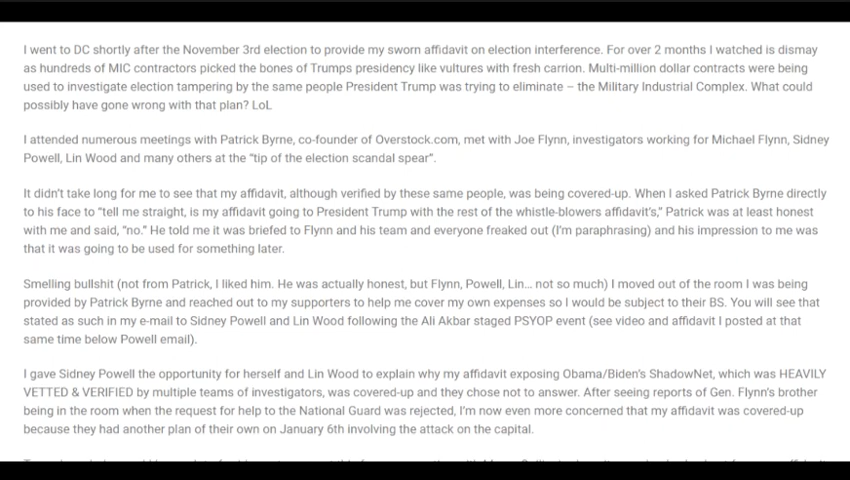 I went to DC shortly after the November 3rd election to provide my sworn affidavit on election interference. For over 2 months I watched is dismay
as hundreds of MIC contractors picked the bones of Trumps presidency like vultures with fresh carrion. Multi-million dollar contracts were being
used to investigate election tampering by the same people President Trump was trying to eliminate – the Military Industrial Complex. What could
possibly have gone wrong with that plan? LoL
I attended numerous meetings with Patrick Byrne, co-founder of Overstock.com, met with Joe Flynn, investigators working for Michael Flynn, Sidney
Powell, Lin Wood and many others at the “tip of the election scandal spear”.
It didn’t take long for me to see that my affidavit, although verified by these same people, was being covered-up. When I asked Patrick Byrne directly
to his face to “tell me straight, is my affidavit going to President Trump with the rest of the whistle-blowers affidavit’s,” Patrick was at least honest
with me and said, “no.” He told me it was briefed to Flynn and his team and everyone freaked out (I’m paraphrasing) and his impression to me was
that it was going to be used for something later.
Smelling bullshit (not from Patrick, I liked him. He was actually honest, but Flynn, Powell, Lin… not so much) I moved out of the room I was being
provided by Patrick Byrne and reached out to my supporters to help me cover my own expenses so I would be subject to their BS. You will see that
stated as such in my e-mail to Sidney Powell and Lin Wood following the Ali Akbar staged PSYOP event (see video and affidavit I posted at that
same time below Powell email).
I gave Sidney Powell the opportunity for herself and Lin Wood to explain why my affidavit exposing Obama/Biden’s ShadowNet, which was HEAVILY
VETTED & VERIFIED by multiple teams of investigators, was covered-up and they chose not to answer. After seeing reports of Gen. Flynn’s brother
being in the room when the request for help to the National Guard was rejected, I’m now even more concerned that my affidavit was covered-up
because they had another plan of their own on January 6th involving the attack on the capital.